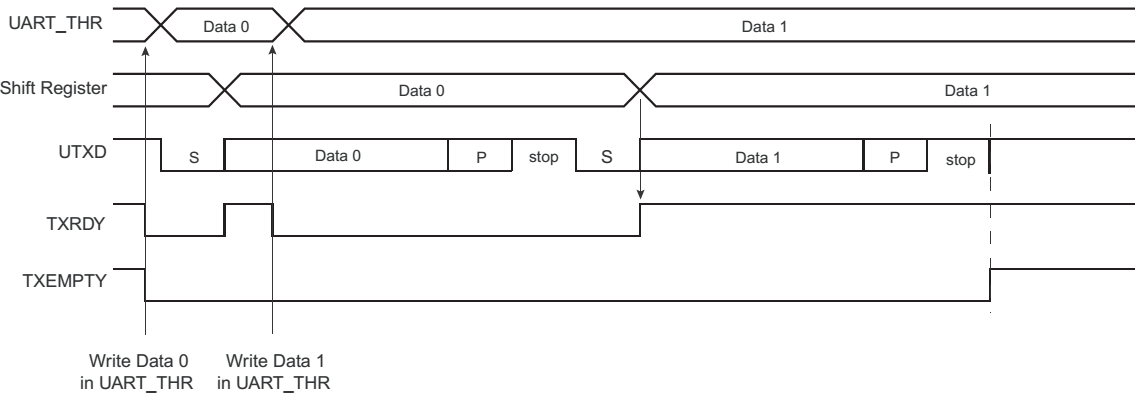 UART_THR Data 0 Data 1
Shift Register Data 0 Data 1
UTXD S Data 0 P stop S Data 1 P stop
TXRDY
TXEMPTY
Write Data 0 Write Data 1
in UART_THR in UART_THR